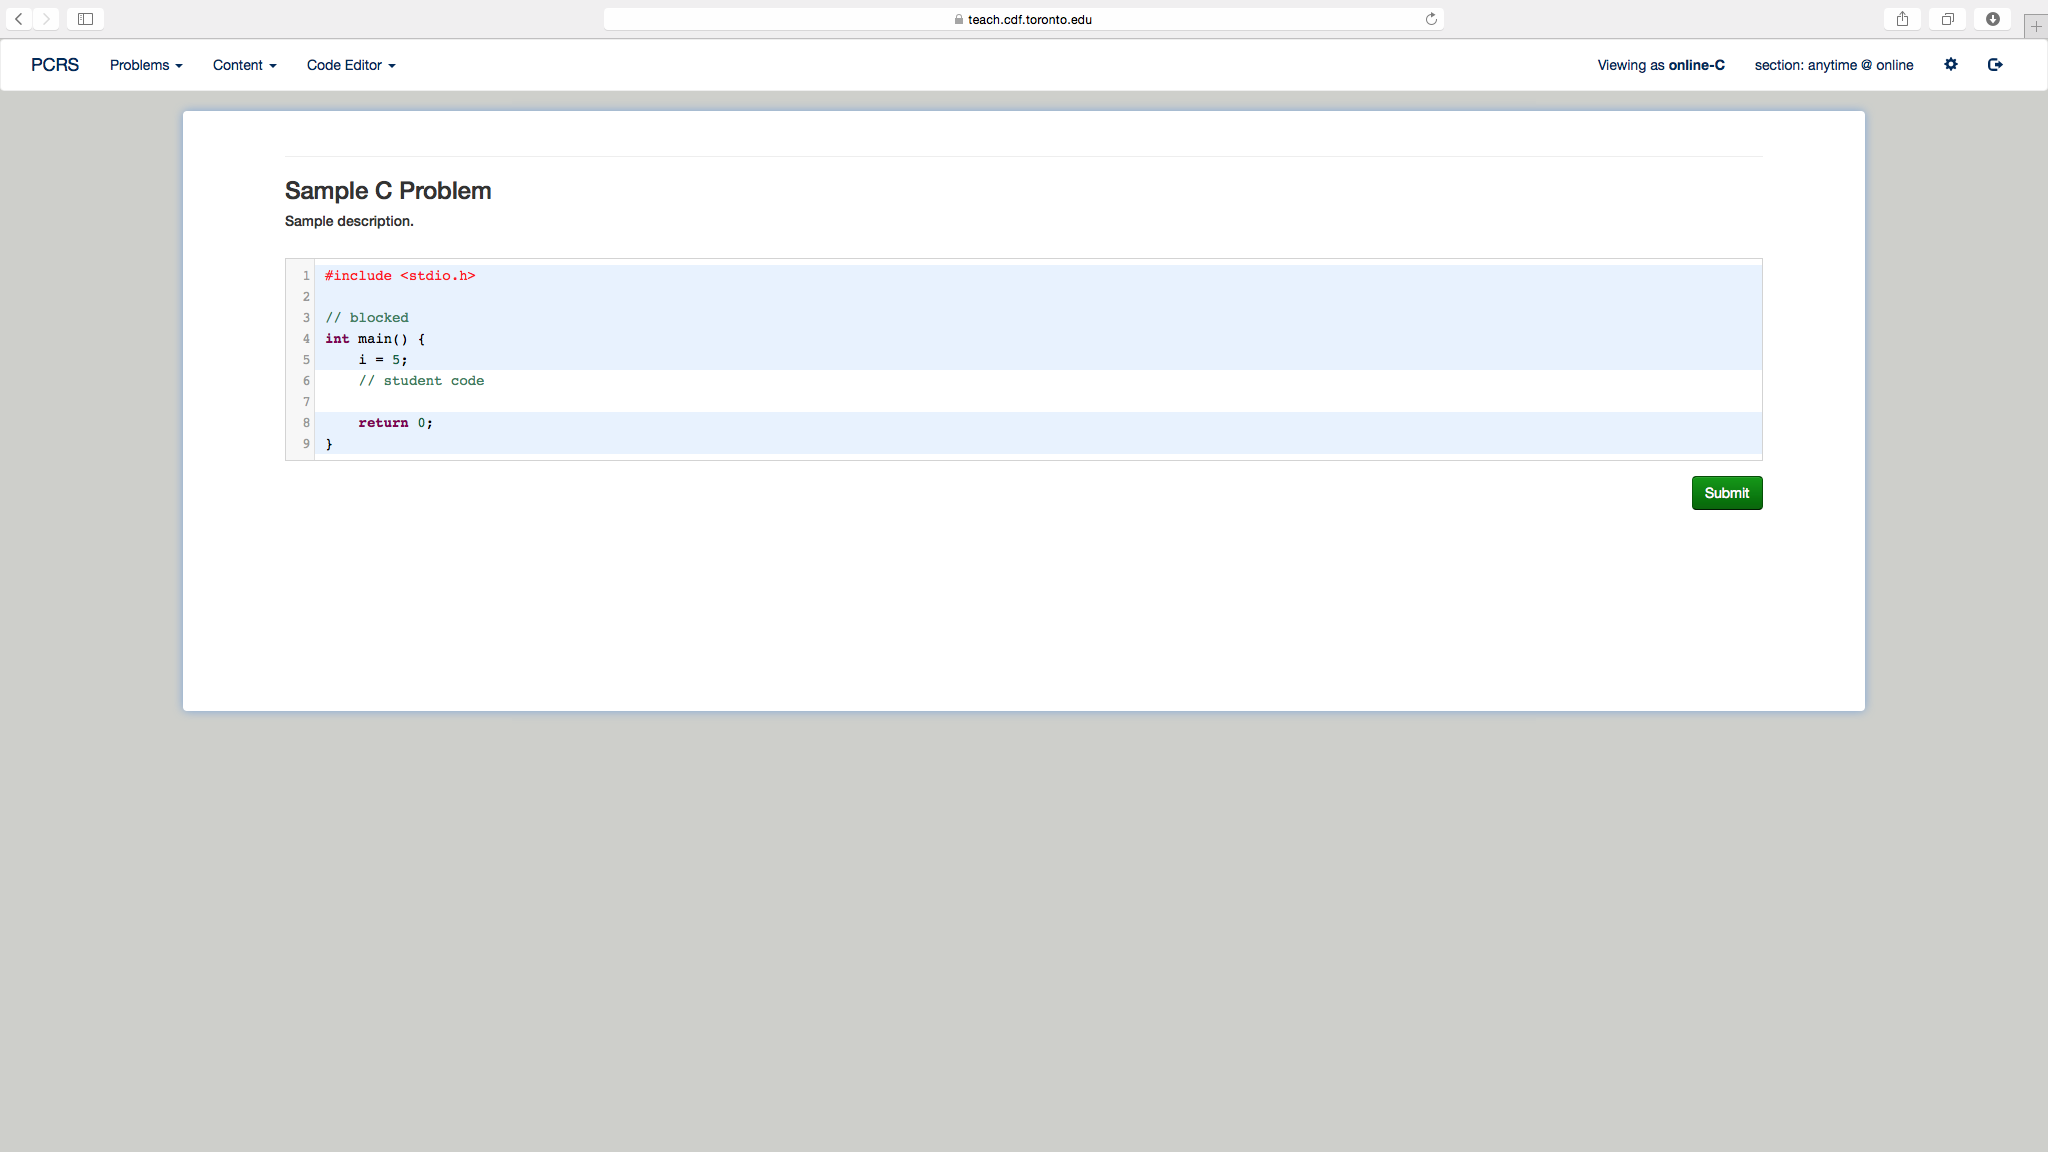 teach.cdf.toronto.edu
PCRS Problems Content Code Editor Viewing as online-C section: anytime @ online
Sample C Problem
Sample description.
1 #include <stdio.h>
2
3 // blocked
4 int main() {
5     i = 5;
6     // student code
7
8     return 0;
9 }
Submit